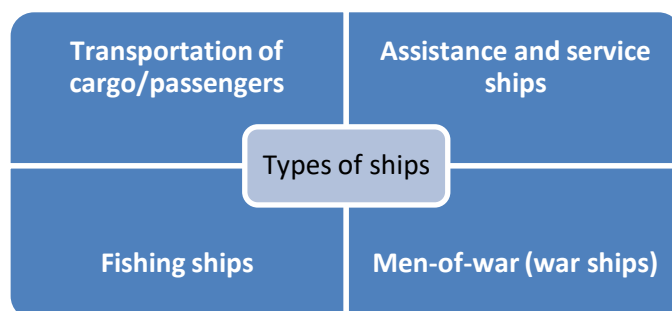 Transportation of
cargo/passengers
Assistance and service
ships
Types of ships
Fishing ships
Men-of-war (war ships)